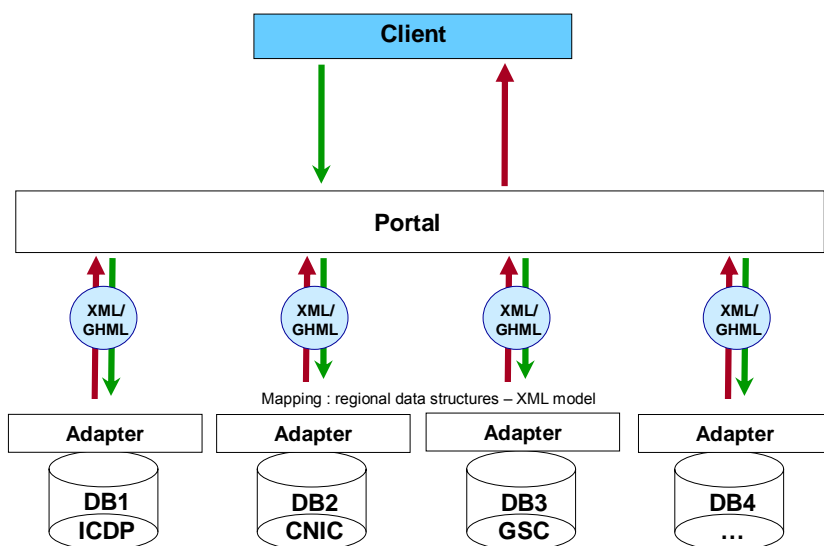 Client
Portal
XML/
GHML
XML/
GHML
XML/
GHML
XML/
GHML
Mapping : regional data structures – XML model
Adapter
Adapter
Adapter
Adapter
DB1
ICDP
DB2
CNIC
DB3
GSC
DB4
...